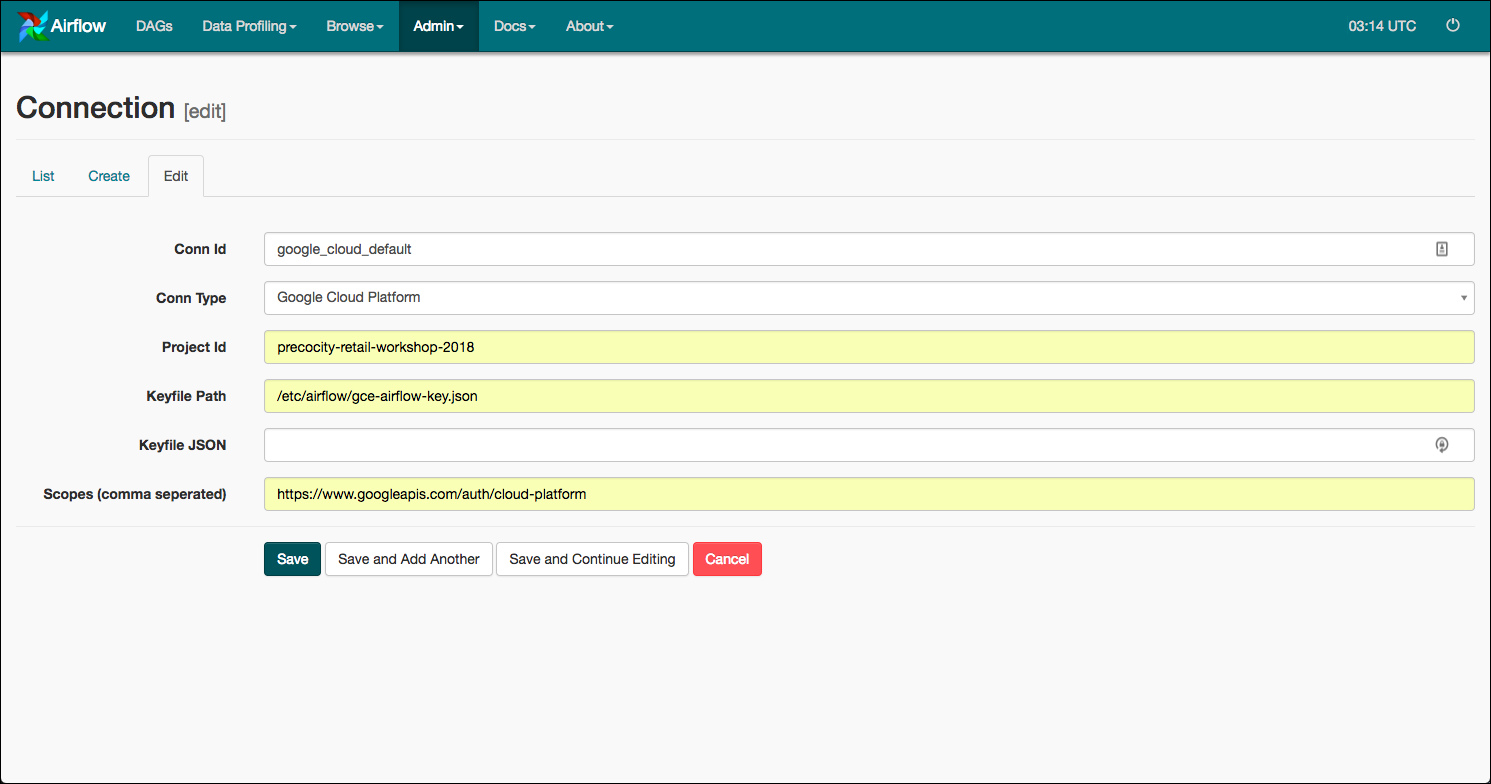 Airflow DAGs Data Profiling Browse Admin Docs About 03:14 UTC
Connection [edit]
List Create Edit
Conn Id google_cloud_default
Conn Type Google Cloud Platform
Project Id precocity-retail-workshop-2018
Keyfile Path /etc/airflow/gce-airflow-key.json
Keyfile JSON
Scopes (comma seperated) https://www.googleapis.com/auth/cloud-platform
Save Save and Add Another Save and Continue Editing Cancel